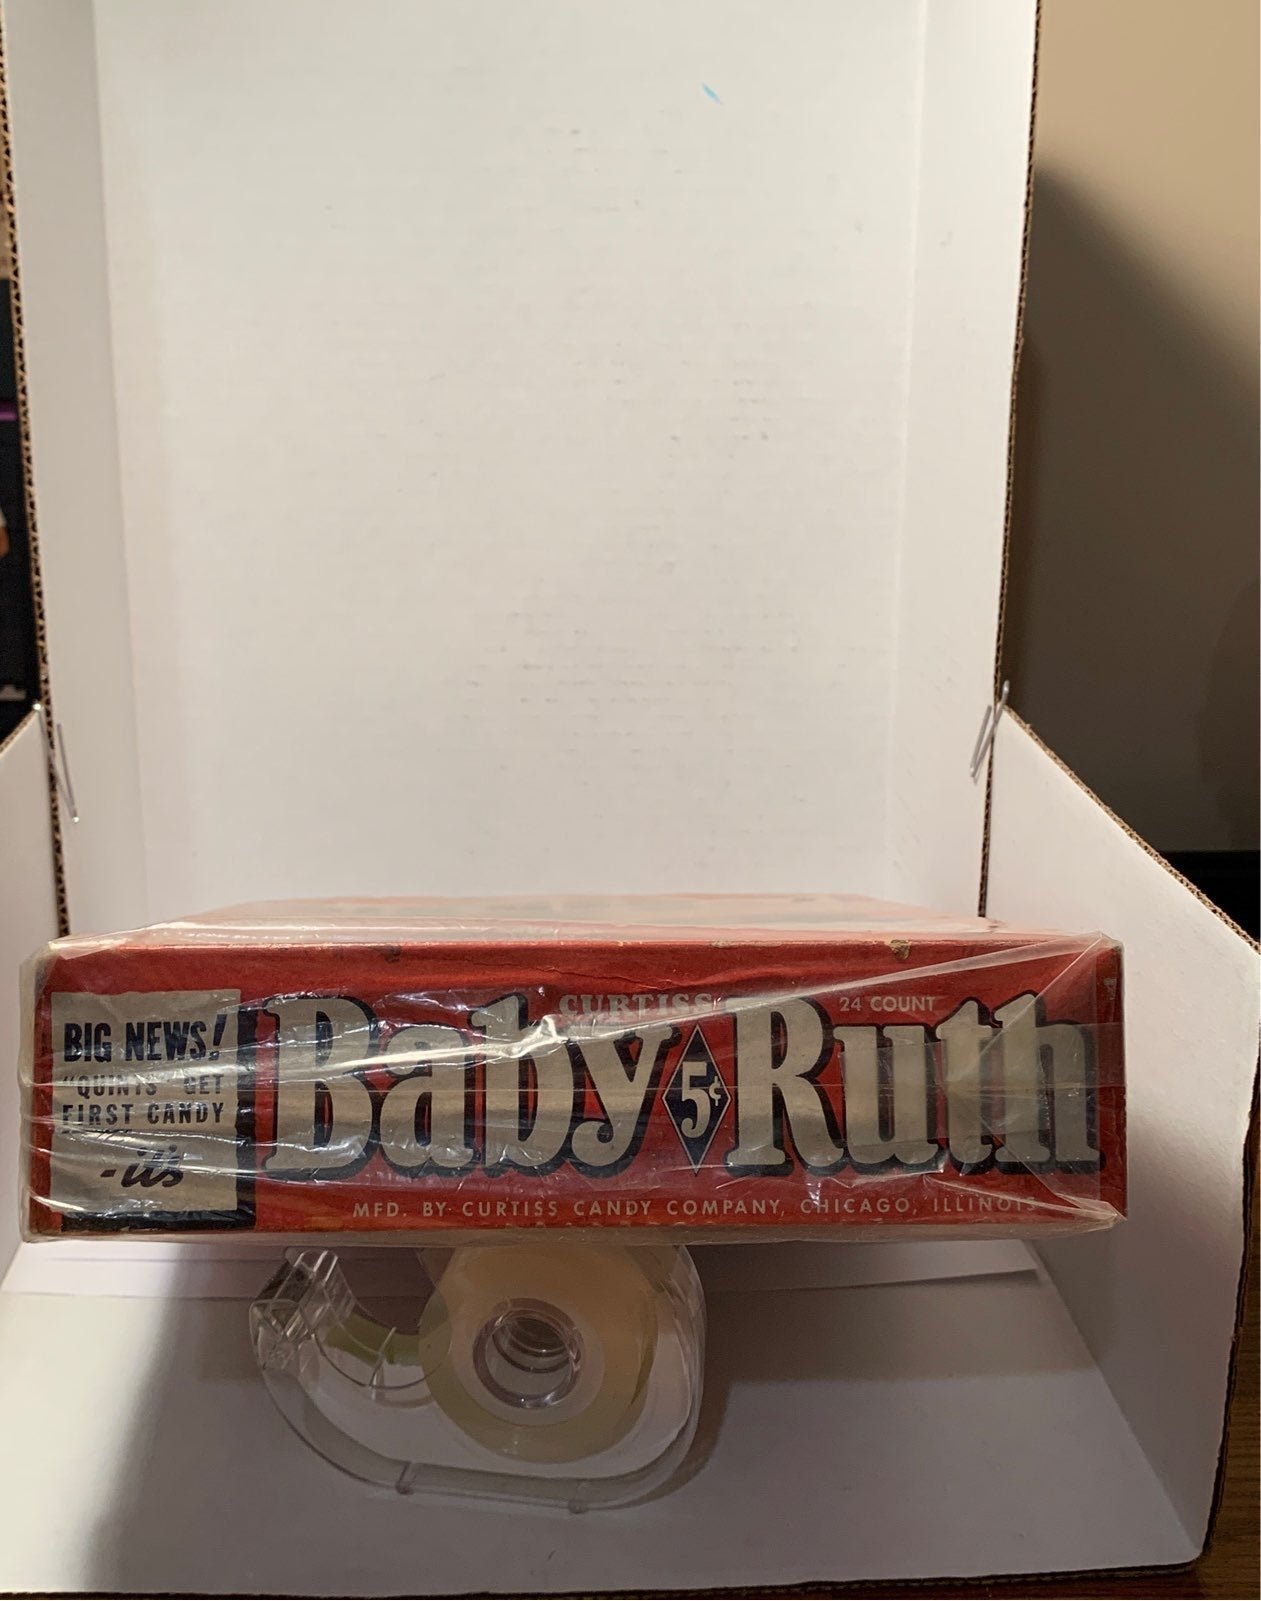 BIG NEWS!
"QUINTS" GET
FIRST CANDY
-it's
CURTISS
24 COUNT
Baby Ruth
5¢
MFD. BY CURTISS CANDY COMPANY, CHICAGO, ILLINOIS